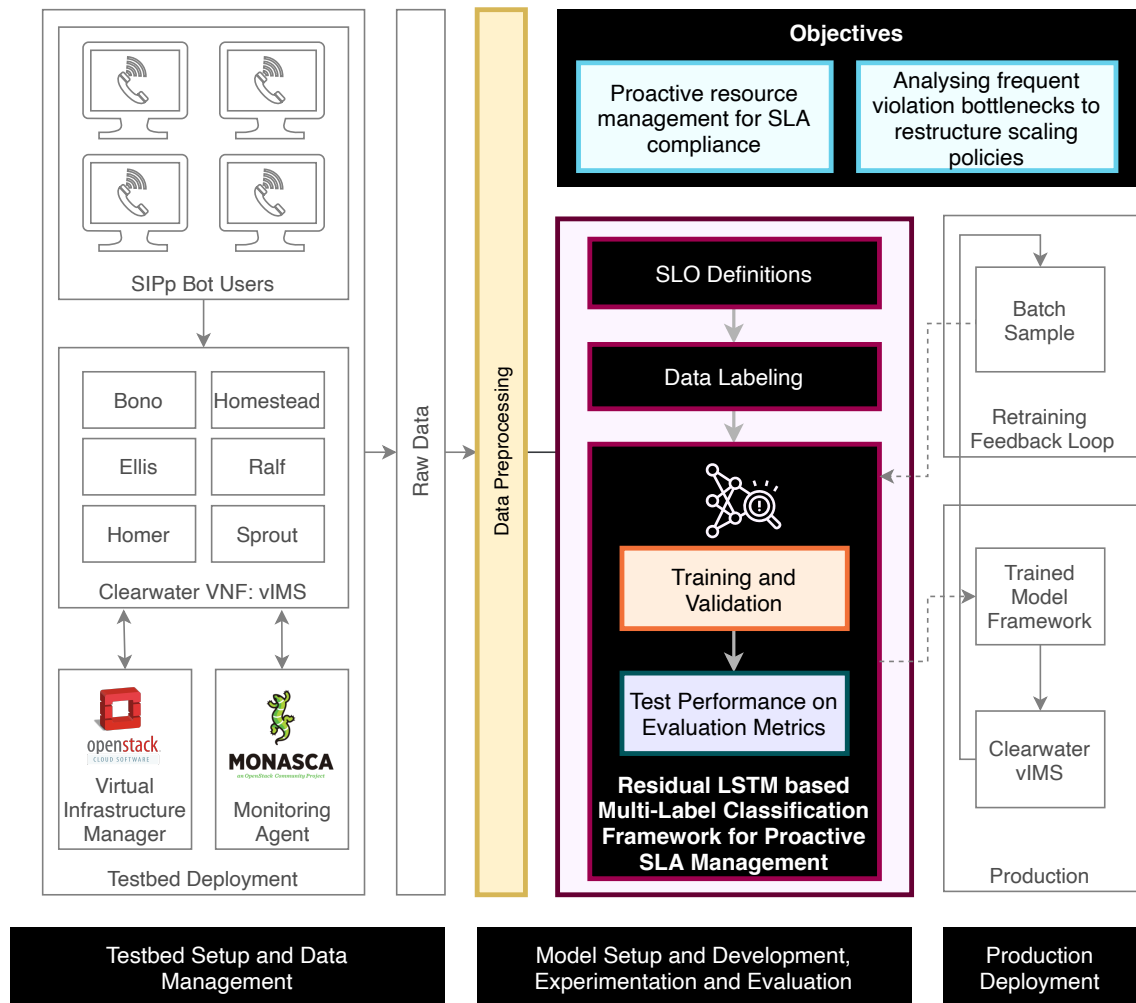 SIPp Bot Users
Bono
Homestead
Ellis
Ralf
Homer
Sprout
Clearwater VNF: vIMS
openstack
CLOUD SOFTWARE
Virtual
Infrastructure
Manager
MONASCA
an OpenStack Community Project
Monitoring
Agent
Testbed Deployment
Raw Data
Data Preprocessing
Objectives
Proactive resource
management for SLA
compliance
Analysing frequent
violation bottlenecks to
restructure scaling
policies
SLO Definitions
Data Labeling
Training and
Validation
Test Performance on
Evaluation Metrics
Residual LSTM based
Multi-Label Classification
Framework for Proactive
SLA Management
Batch
Sample
Retraining
Feedback Loop
Trained
Model
Framework
Clearwater
vIMS
Production
Testbed Setup and Data
Management
Model Setup and Development,
Experimentation and Evaluation
Production
Deployment